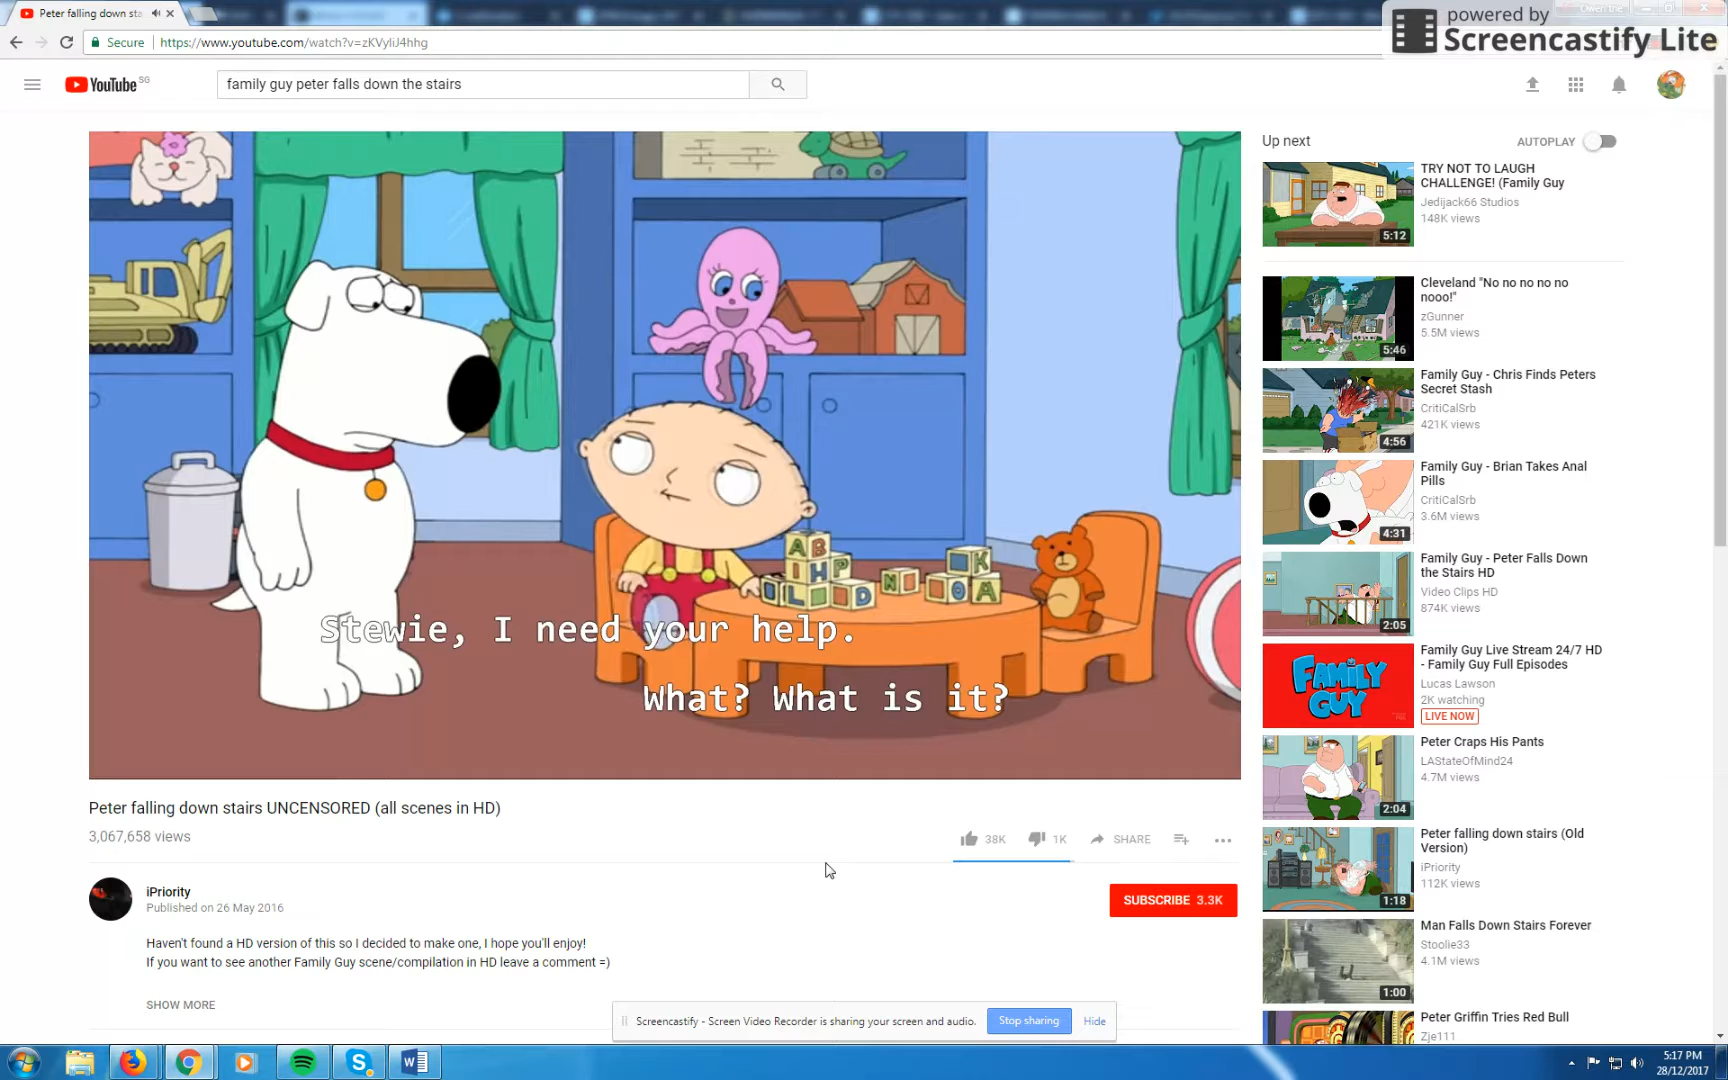 Peter falling down sta
powered by
Screencastify Lite
Secure
https://www.youtube.com/watch?v=zKVyliJ4hhg
YouTube SG
family guy peter falls down the stairs
Stewie, I need your help.
What? What is it?
Peter falling down stairs UNCENSORED (all scenes in HD)
3,067,658 views
38K
1K
SHARE
iPriority
Published on 26 May 2016
SUBSCRIBE 3.3K
Haven't found a HD version of this so I decided to make one, I hope you'll enjoy!
If you want to see another Family Guy scene/compilation in HD leave a comment =)
SHOW MORE
Up next
AUTOPLAY
TRY NOT TO LAUGH
CHALLENGE! (Family Guy
Jedijack66 Studios
148K views
5:12
Cleveland "No no no no no
nooo!"
zGunner
5.5M views
5:46
Family Guy - Chris Finds Peters
Secret Stash
CritiCalSrb
421K views
4:56
Family Guy - Brian Takes Anal
Pills
CritiCalSrb
3.6M views
4:31
Family Guy - Peter Falls Down
the Stairs HD
Video Clips HD
874K views
2:05
Family Guy Live Stream 24/7 HD
- Family Guy Full Episodes
Lucas Lawson
2K watching
LIVE NOW
FAMILY
GUY
Peter Craps His Pants
LAStateOfMind24
4.7M views
2:04
Peter falling down stairs (Old
Version)
iPriority
112K views
1:18
Man Falls Down Stairs Forever
Stoolie33
4.1M views
1:00
Peter Griffin Tries Red Bull
Zje111
Screencastify - Screen Video Recorder is sharing your screen and audio.
Stop sharing
Hide
5:17 PM
28/12/2017